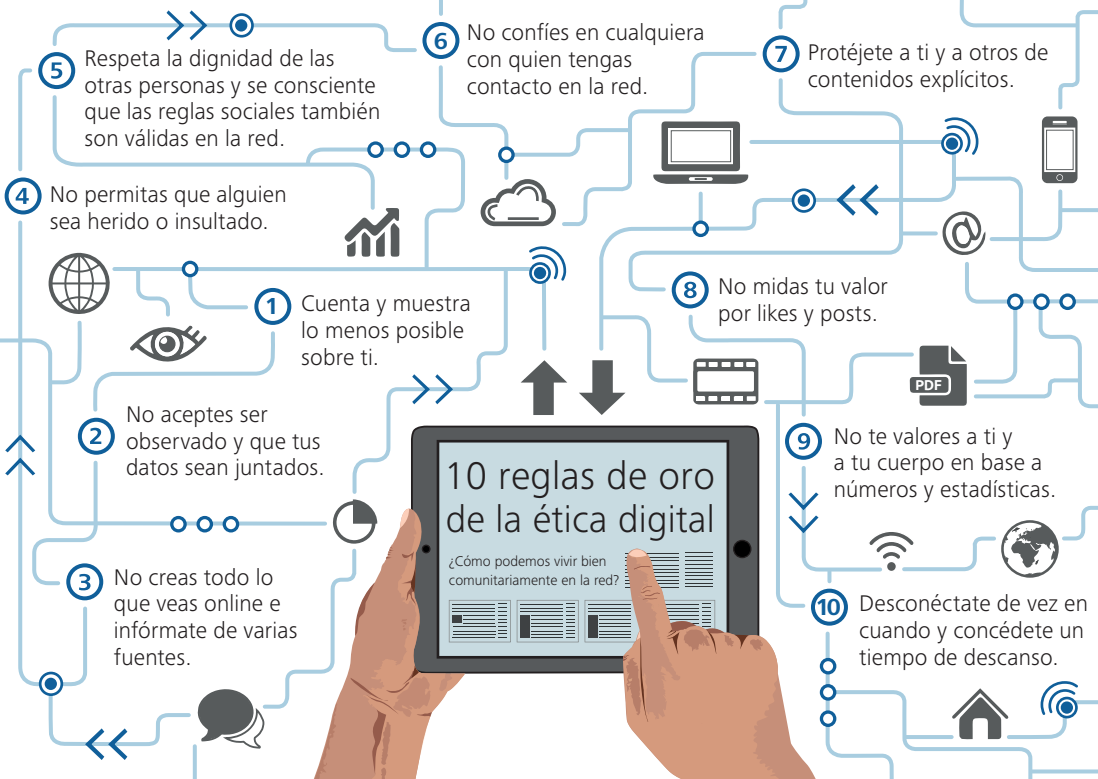 10 reglas de oro
de la ética digital
¿Cómo podemos vivir bien
comunitariamente en la red?
1
Cuenta y muestra
lo menos posible
sobre ti.
2
No aceptes ser
observado y que tus
datos sean juntados.
3
No creas todo lo
que veas online e
infórmate de varias
fuentes.
4
No permitas que alguien
sea herido o insultado.
5
Respeta la dignidad de las
otras personas y se consciente
que las reglas sociales también
son válidas en la red.
6
No confíes en cualquiera
con quien tengas
contacto en la red.
7
Protéjete a ti y a otros de
contenidos explícitos.
@
8
No midas tu valor
por likes y posts.
PDF
9
No te valores a ti y
a tu cuerpo en base a
números y estadísticas.
10
Desconéctate de vez en
cuando y concédete un
tiempo de descanso.